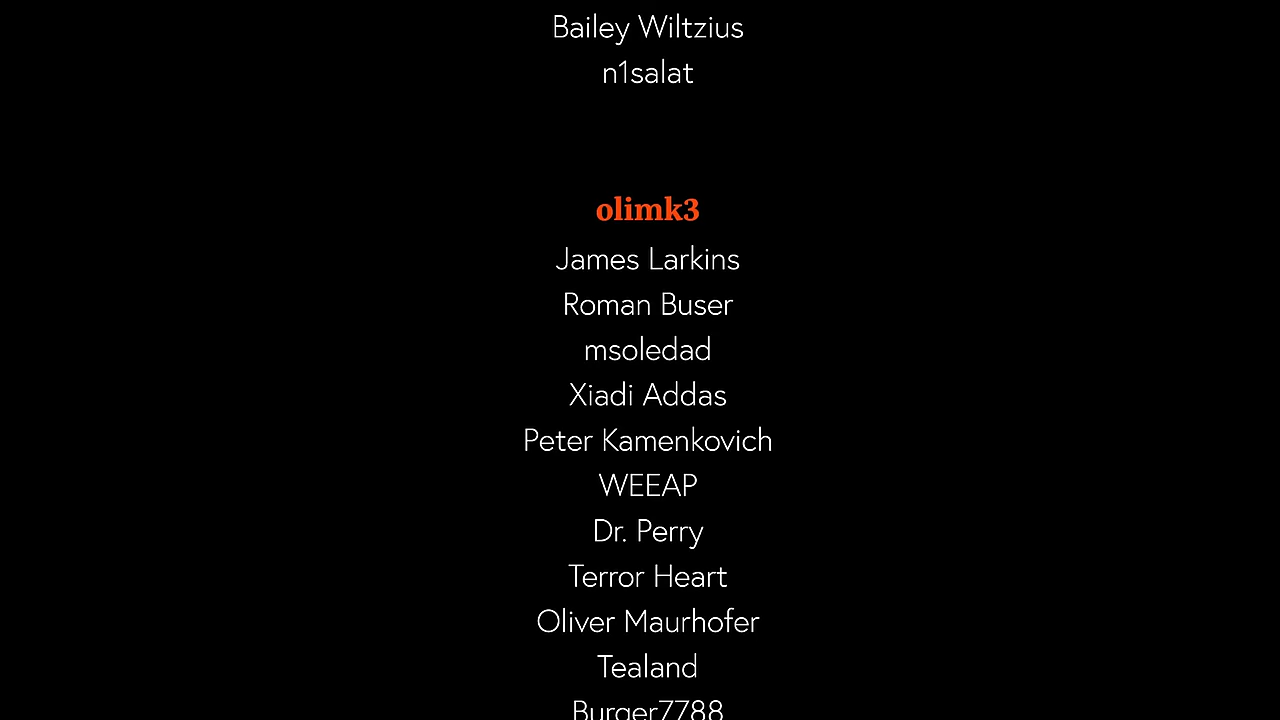 Bailey Wiltzius
n1salat
olimk3
James Larkins
Roman Buser
msoledad
Xiadi Addas
Peter Kamenkovich
WEEAP
Dr. Perry
Terror Heart
Oliver Maurhofer
Tealand
Burger7788